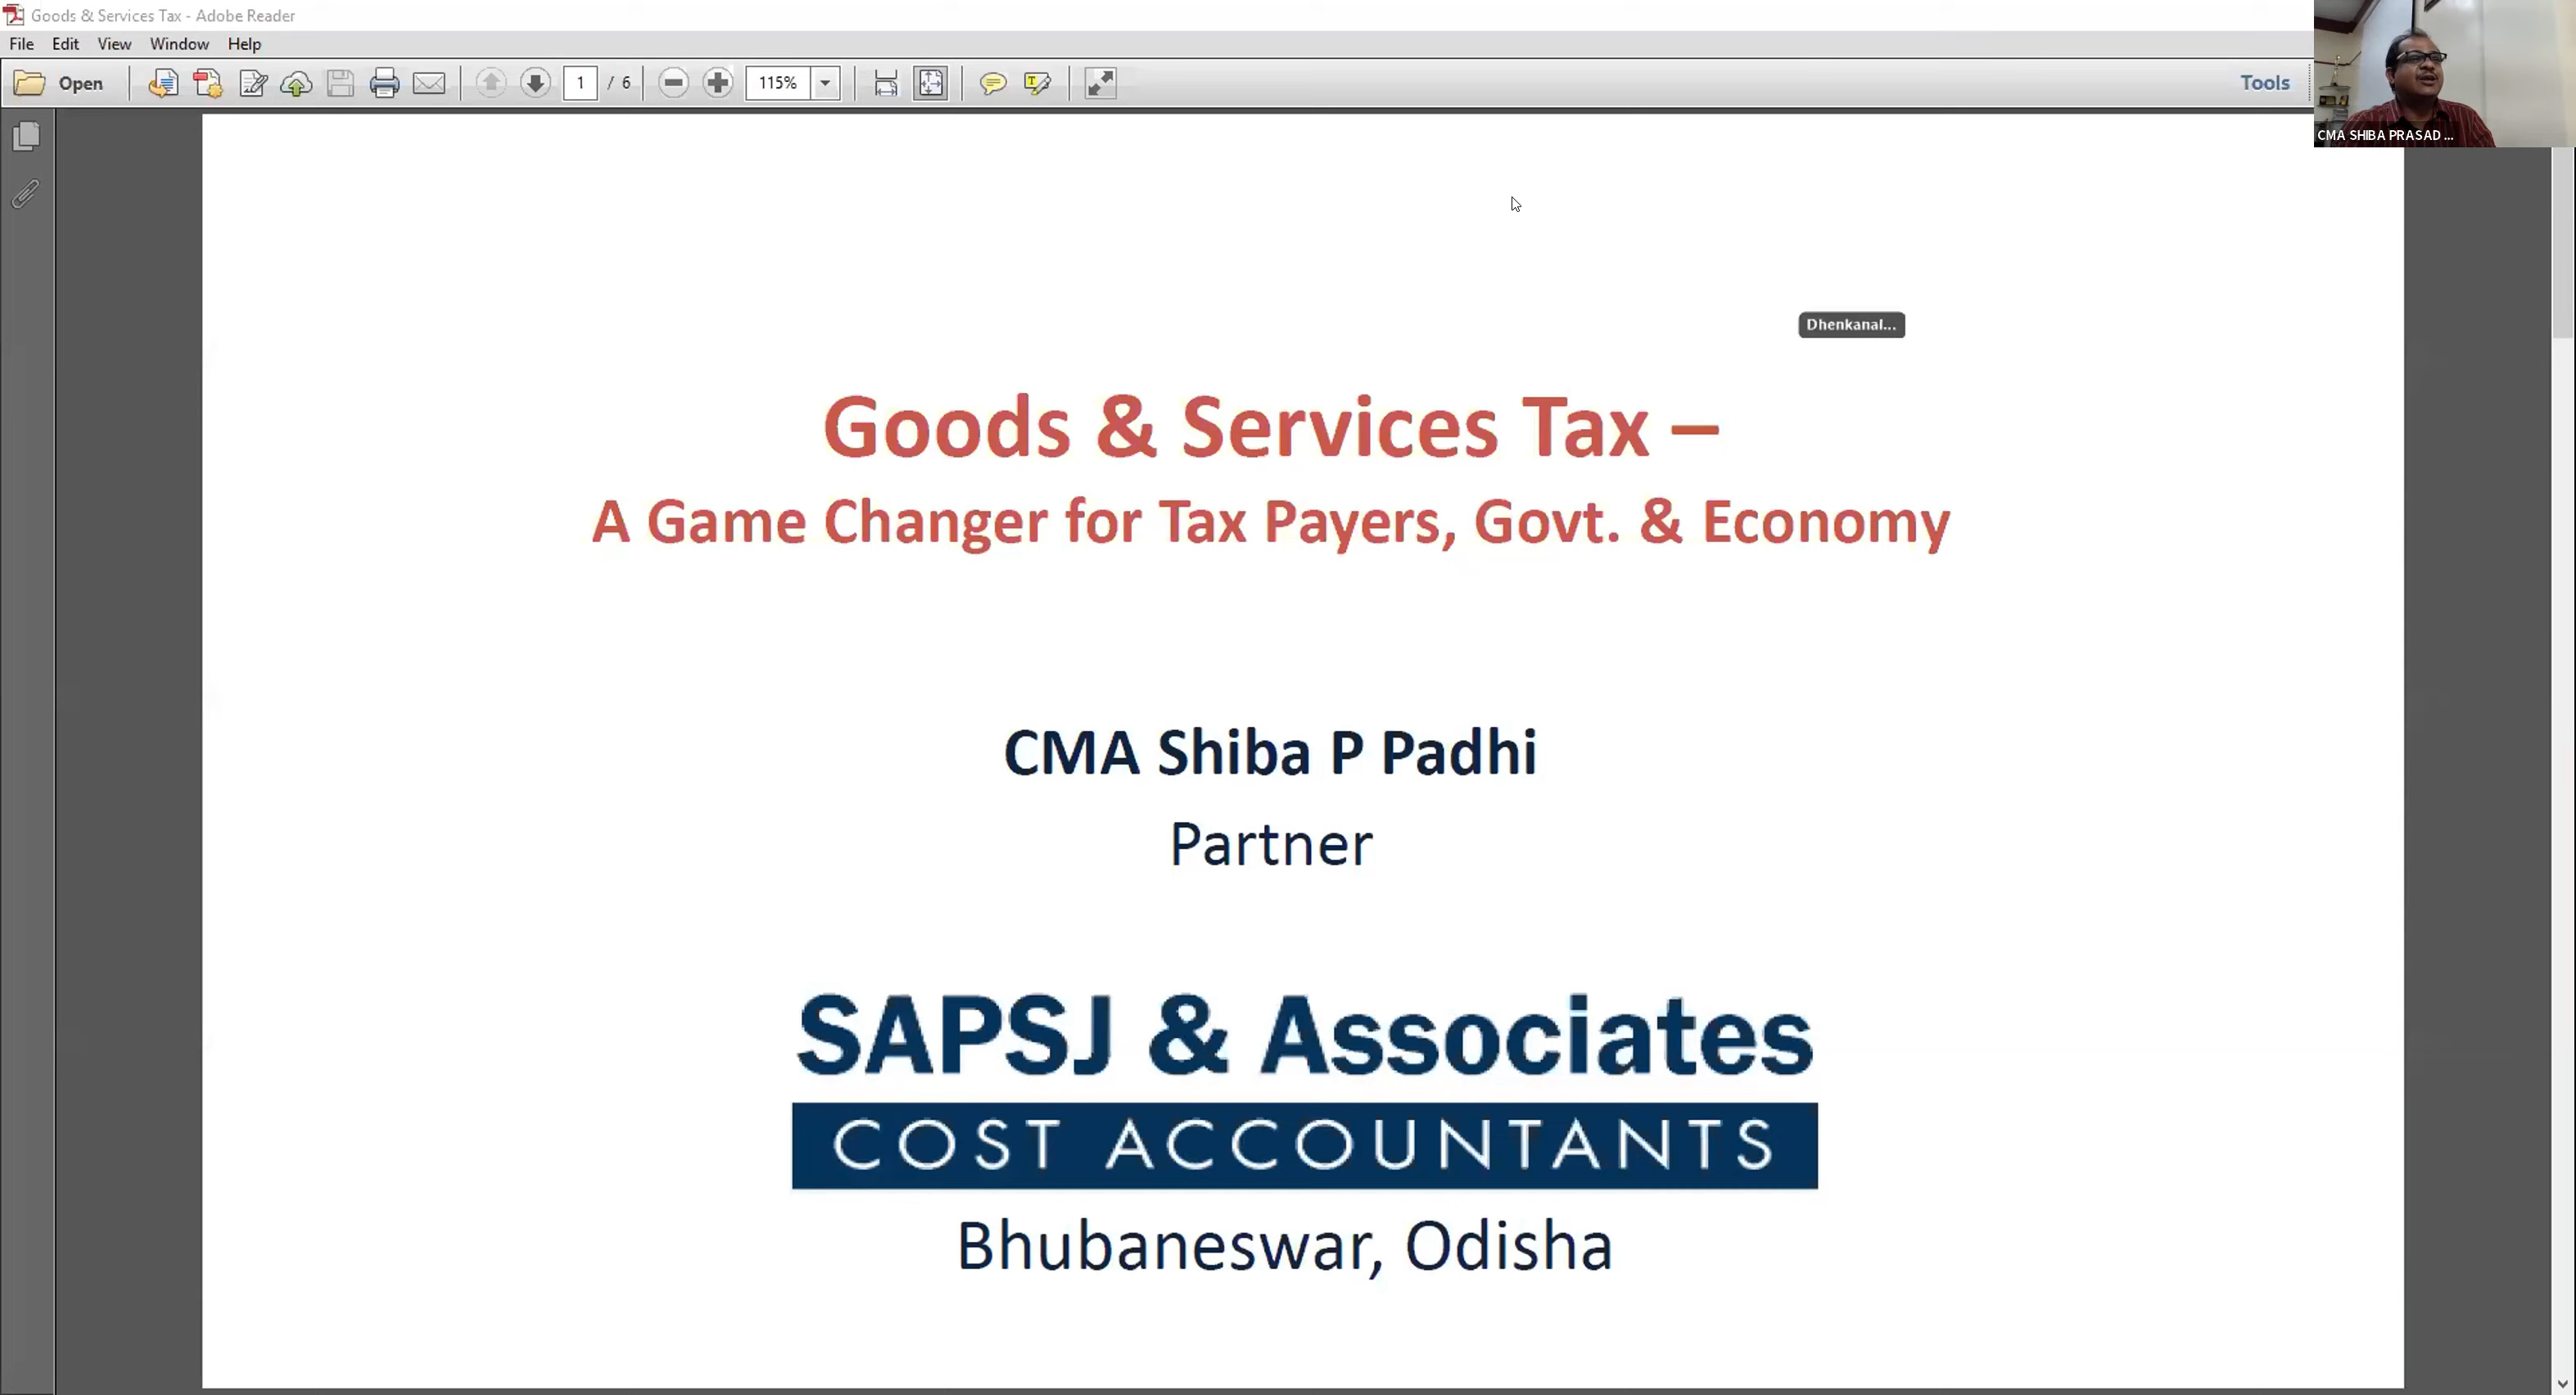 Goods & Services Tax - Adobe Reader
File Edit View Window Help
Open 1 / 6 115% Tools
CMA SHIBA PRASAD ...
Dhenkanal...
Goods & Services Tax –
A Game Changer for Tax Payers, Govt. & Economy
CMA Shiba P Padhi
Partner
SAPSJ & Associates
COST ACCOUNTANTS
Bhubaneswar, Odisha